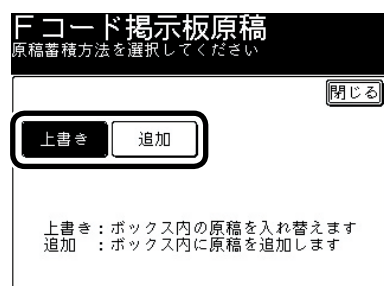 Fコード掲示板原稿
原稿蓄積方法を選択してください
閉じる
上書き 追加
上書き：ボックス内の原稿を入れ替えます
追加　：ボックス内に原稿を追加します